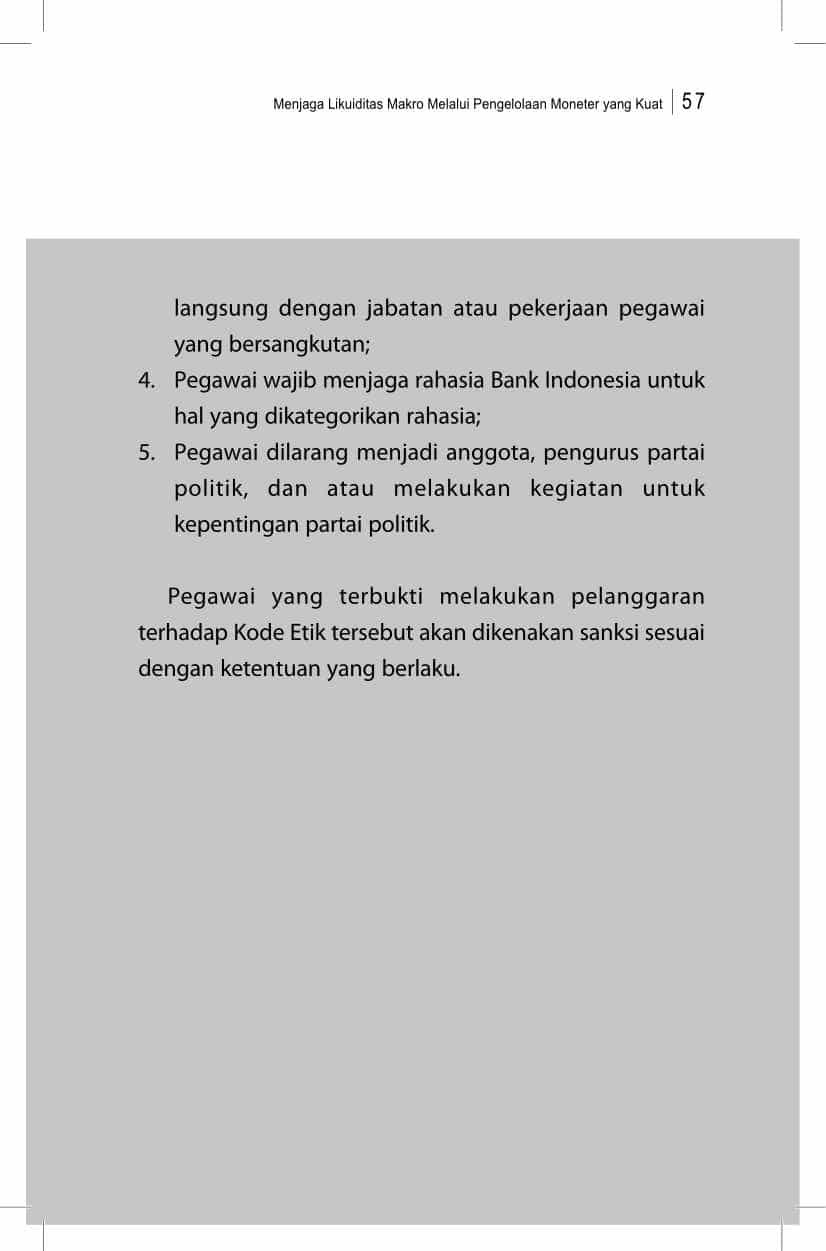 Menjaga Likuiditas Makro Melalui Pengelolaan Moneter yang Kuat 57
langsung dengan jabatan atau pekerjaan pegawai
yang bersangkutan;
4. Pegawai wajib menjaga rahasia Bank Indonesia untuk
hal yang dikategorikan rahasia;
5. Pegawai dilarang menjadi anggota, pengurus partai
politik, dan atau melakukan kegiatan untuk
kepentingan partai politik.
Pegawai yang terbukti melakukan pelanggaran
terhadap Kode Etik tersebut akan dikenakan sanksi sesuai
dengan ketentuan yang berlaku.